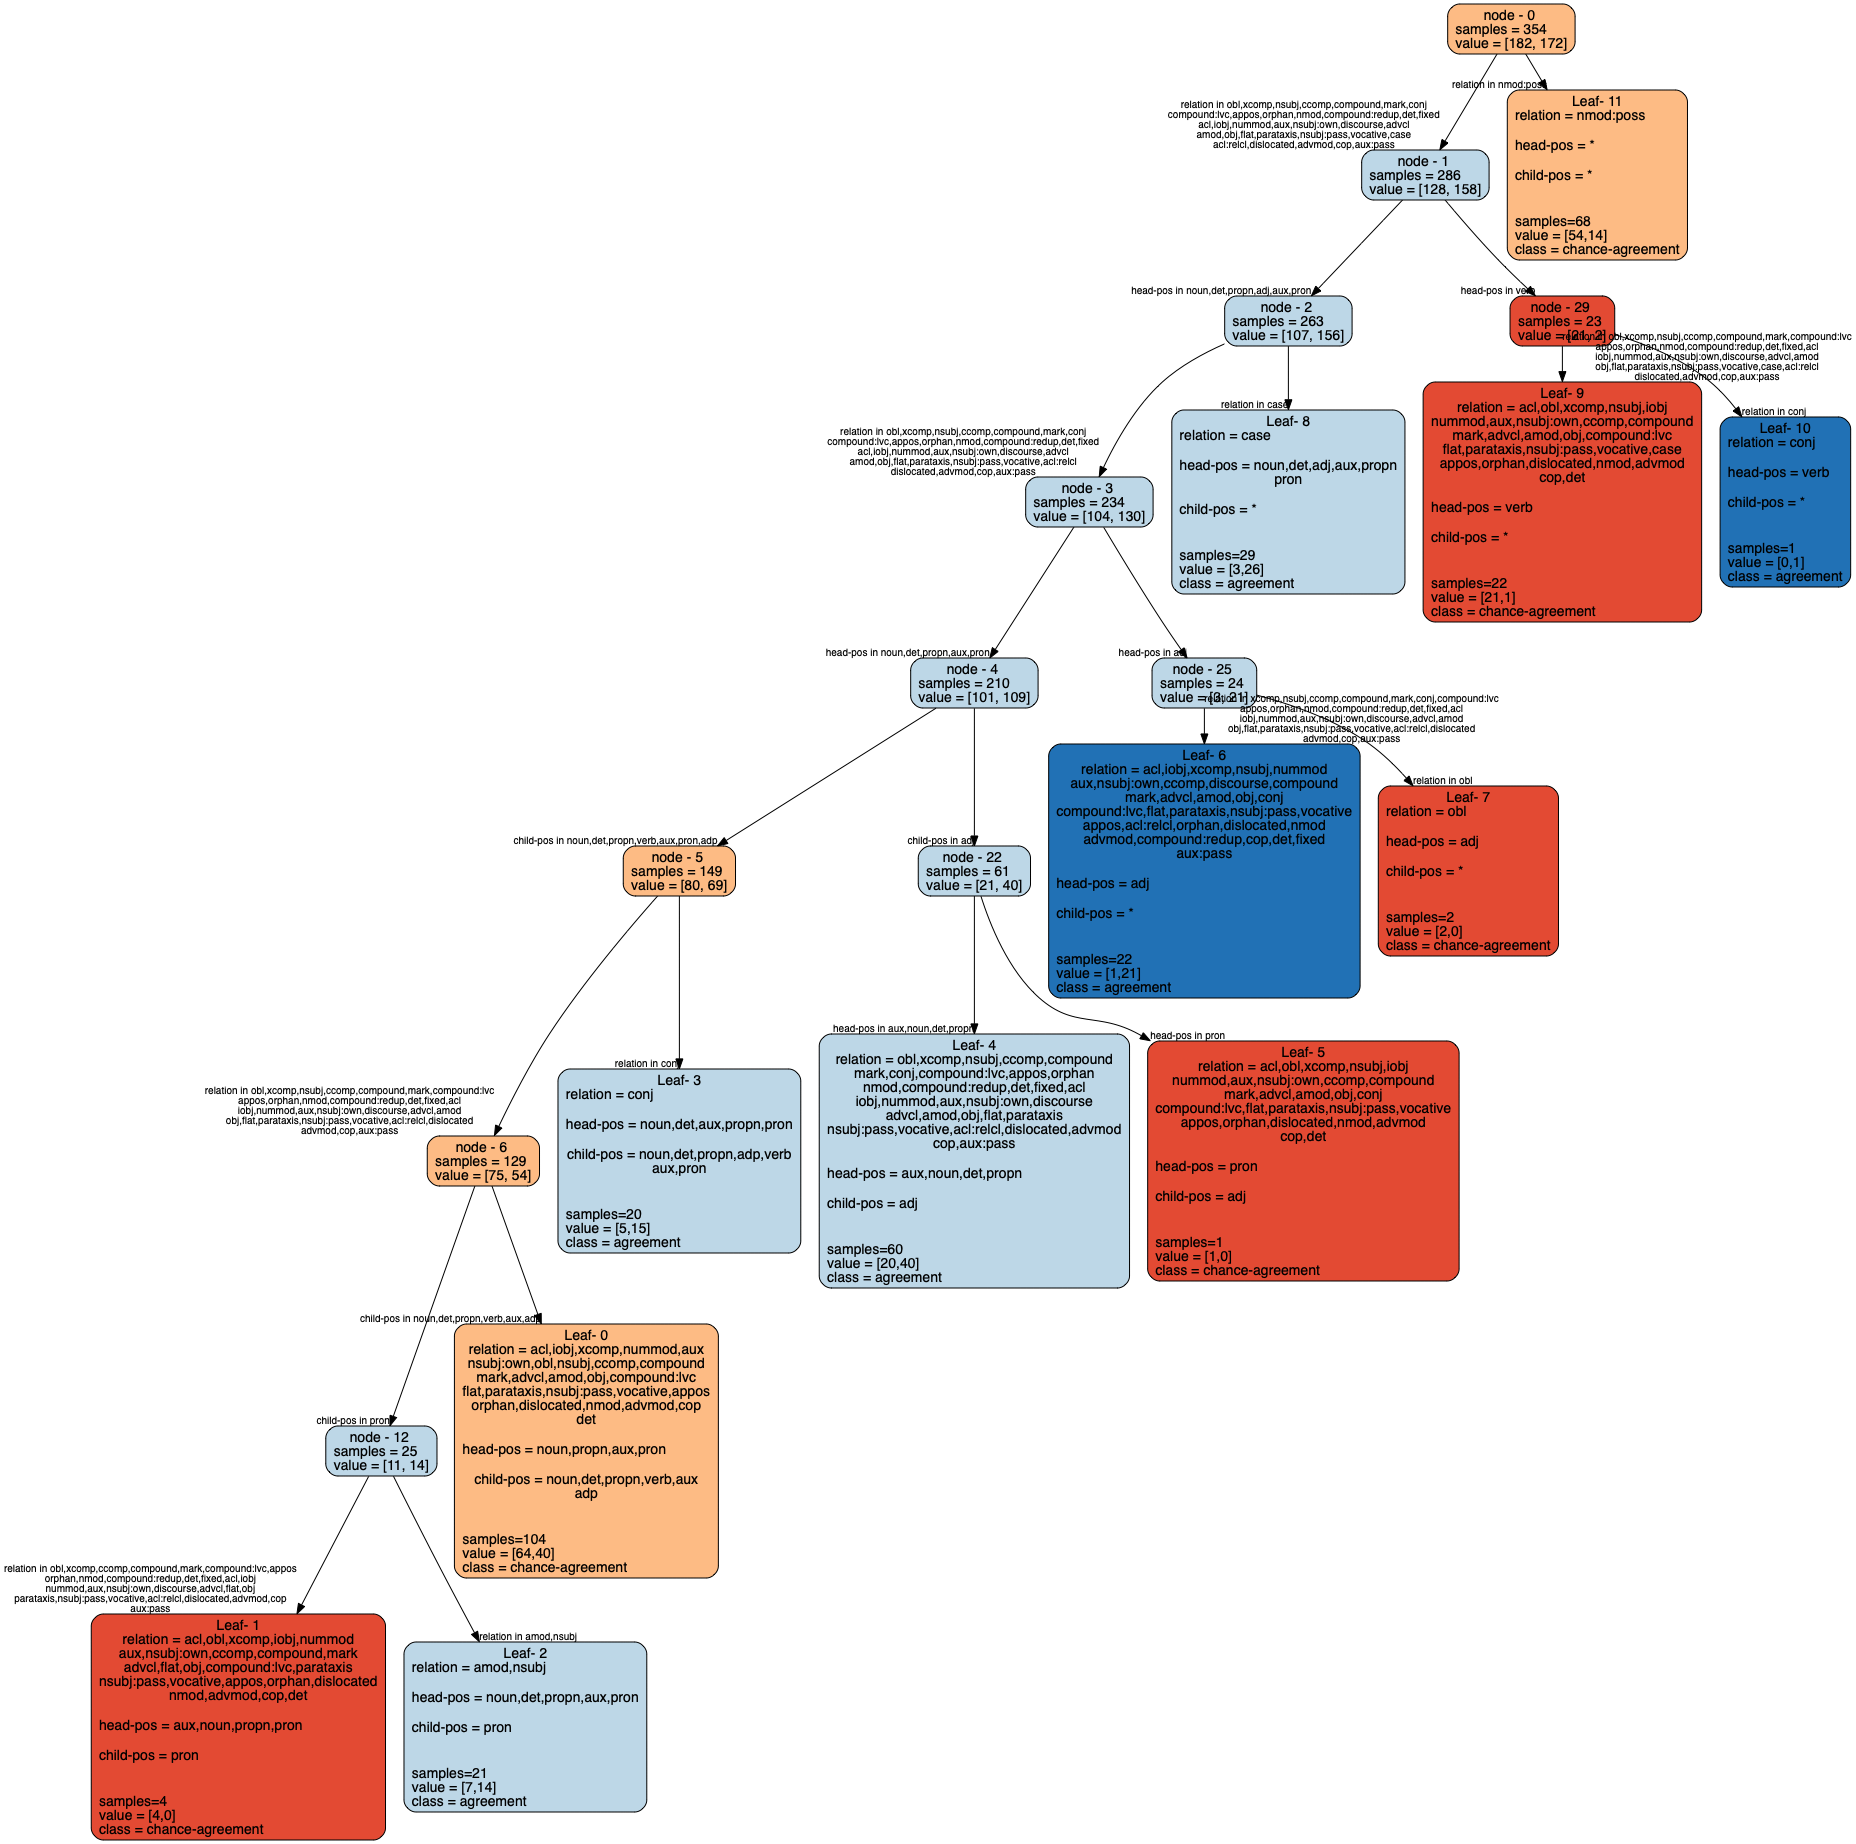 node - 0
samples = 354
value = [182, 172]
relation in nmod:poss
Leaf- 11
relation = nmod:poss
head-pos = *
child-pos = *
samples=68
value = [54,14]
class = chance-agreement
relation in obl,xcomp,nsubj,ccomp,compound,mark,conj
compound:lvc,appos,orphan,nmod,compound:redup,det,fixed
acl,iobj,nummod,aux,nsubj:own,discourse,advcl
amod,obj,flat,parataxis,nsubj:pass,vocative,case
acl:relcl,dislocated,advmod,cop,aux:pass
node - 1
samples = 286
value = [128, 158]
head-pos in noun,det,propn,adj,aux,pron
node - 2
samples = 263
value = [107, 156]
head-pos in verb
node - 29
samples = 23
value = [21, 2]
relation in obl,xcomp,nsubj,ccomp,compound,mark,compound:lvc
appos,orphan,nmod,compound:redup,det,fixed,acl
iobj,nummod,aux,nsubj:own,discourse,advcl,amod
obj,flat,parataxis,nsubj:pass,vocative,case,acl:relcl
dislocated,advmod,cop,aux:pass
Leaf- 9
relation = acl,obl,xcomp,nsubj,iobj
nummod,aux,nsubj:own,ccomp,compound
mark,advcl,amod,obj,compound:lvc
flat,parataxis,nsubj:pass,vocative,case
appos,orphan,dislocated,nmod,advmod
cop,det
head-pos = verb
child-pos = *
samples=22
value = [21,1]
class = chance-agreement
relation in conj
Leaf- 10
relation = conj
head-pos = verb
child-pos = *
samples=1
value = [0,1]
class = agreement
relation in case
Leaf- 8
relation = case
head-pos = noun,det,adj,aux,propn
pron
child-pos = *
samples=29
value = [3,26]
class = agreement
relation in obl,xcomp,nsubj,ccomp,compound,mark,conj
compound:lvc,appos,orphan,nmod,compound:redup,det,fixed
acl,iobj,nummod,aux,nsubj:own,discourse,advcl
amod,obj,flat,parataxis,nsubj:pass,vocative,acl:relcl
dislocated,advmod,cop,aux:pass
node - 3
samples = 234
value = [104, 130]
head-pos in noun,det,propn,aux,pron
node - 4
samples = 210
value = [101, 109]
head-pos in adj
node - 25
samples = 24
value = [3, 21]
relation in xcomp,nsubj,ccomp,compound,mark,conj,compound:lvc
appos,orphan,nmod,compound:redup,det,fixed,acl
iobj,nummod,aux,nsubj:own,discourse,advcl,amod
obj,flat,parataxis,nsubj:pass,vocative,acl:relcl,dislocated
advmod,cop,aux:pass
Leaf- 6
relation = acl,iobj,xcomp,nsubj,nummod
aux,nsubj:own,ccomp,discourse,compound
mark,advcl,amod,obj,conj
compound:lvc,flat,parataxis,nsubj:pass,vocative
appos,acl:relcl,orphan,dislocated,nmod
advmod,compound:redup,cop,det,fixed
aux:pass
head-pos = adj
child-pos = *
samples=22
value = [1,21]
class = agreement
relation in obl
Leaf- 7
relation = obl
head-pos = adj
child-pos = *
samples=2
value = [2,0]
class = chance-agreement
child-pos in noun,det,propn,verb,aux,pron,adp
node - 5
samples = 149
value = [80, 69]
child-pos in adj
node - 22
samples = 61
value = [21, 40]
head-pos in aux,noun,det,propn
Leaf- 4
relation = obl,xcomp,nsubj,ccomp,compound
mark,conj,compound:lvc,appos,orphan
nmod,compound:redup,det,fixed,acl
iobj,nummod,aux,nsubj:own,discourse
advcl,amod,obj,flat,parataxis
nsubj:pass,vocative,acl:relcl,dislocated,advmod
cop,aux:pass
head-pos = aux,noun,det,propn
child-pos = adj
samples=60
value = [20,40]
class = agreement
head-pos in pron
Leaf- 5
relation = acl,obl,xcomp,nsubj,iobj
nummod,aux,nsubj:own,ccomp,compound
mark,advcl,amod,obj,conj
compound:lvc,flat,parataxis,nsubj:pass,vocative
appos,orphan,dislocated,nmod,advmod
cop,det
head-pos = pron
child-pos = adj
samples=1
value = [1,0]
class = chance-agreement
relation in conj
Leaf- 3
relation = conj
head-pos = noun,det,aux,propn,pron
child-pos = noun,det,propn,adp,verb
aux,pron
samples=20
value = [5,15]
class = agreement
relation in obl,xcomp,nsubj,ccomp,compound,mark,compound:lvc
appos,orphan,nmod,compound:redup,det,fixed,acl
iobj,nummod,aux,nsubj:own,discourse,advcl,amod
obj,flat,parataxis,nsubj:pass,vocative,acl:relcl,dislocated
advmod,cop,aux:pass
node - 6
samples = 129
value = [75, 54]
child-pos in noun,det,propn,verb,aux,adp
Leaf- 0
relation = acl,iobj,xcomp,nummod,aux
nsubj:own,obl,nsubj,ccomp,compound
mark,advcl,amod,obj,compound:lvc
flat,parataxis,nsubj:pass,vocative,appos
orphan,dislocated,nmod,advmod,cop
det
head-pos = noun,propn,aux,pron
child-pos = noun,det,propn,verb,aux
adp
samples=104
value = [64,40]
class = chance-agreement
child-pos in pron
node - 12
samples = 25
value = [11, 14]
relation in obl,xcomp,ccomp,compound,mark,compound:lvc,appos
orphan,nmod,compound:redup,det,fixed,acl,iobj
nummod,aux,nsubj:own,discourse,advcl,flat,obj
parataxis,nsubj:pass,vocative,acl:relcl,dislocated,advmod,cop
aux:pass
Leaf- 1
relation = acl,obl,xcomp,iobj,nummod
aux,nsubj:own,ccomp,compound,mark
advcl,flat,obj,compound:lvc,parataxis
nsubj:pass,vocative,appos,orphan,dislocated
nmod,advmod,cop,det
head-pos = aux,noun,propn,pron
child-pos = pron
samples=4
value = [4,0]
class = chance-agreement
relation in amod,nsubj
Leaf- 2
relation = amod,nsubj
head-pos = noun,det,propn,aux,pron
child-pos = pron
samples=21
value = [7,14]
class = agreement